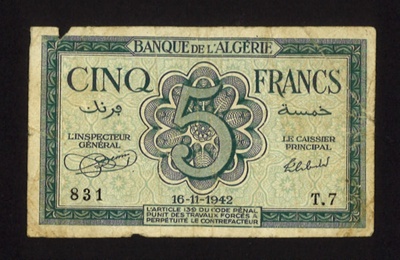 BANQUE DE L'ALGÉRIE
CINQ FRANCS
خمسة فرنك
5
L'INSPECTEUR GÉNÉRAL
LE CAISSIER PRINCIPAL
831
16-11-1942
T.7
L'ARTICLE 139 DU CODE PÉNAL
PUNIT DES TRAVAUX FORCÉS À
PERPÉTUITÉ LE CONTREFACTEUR